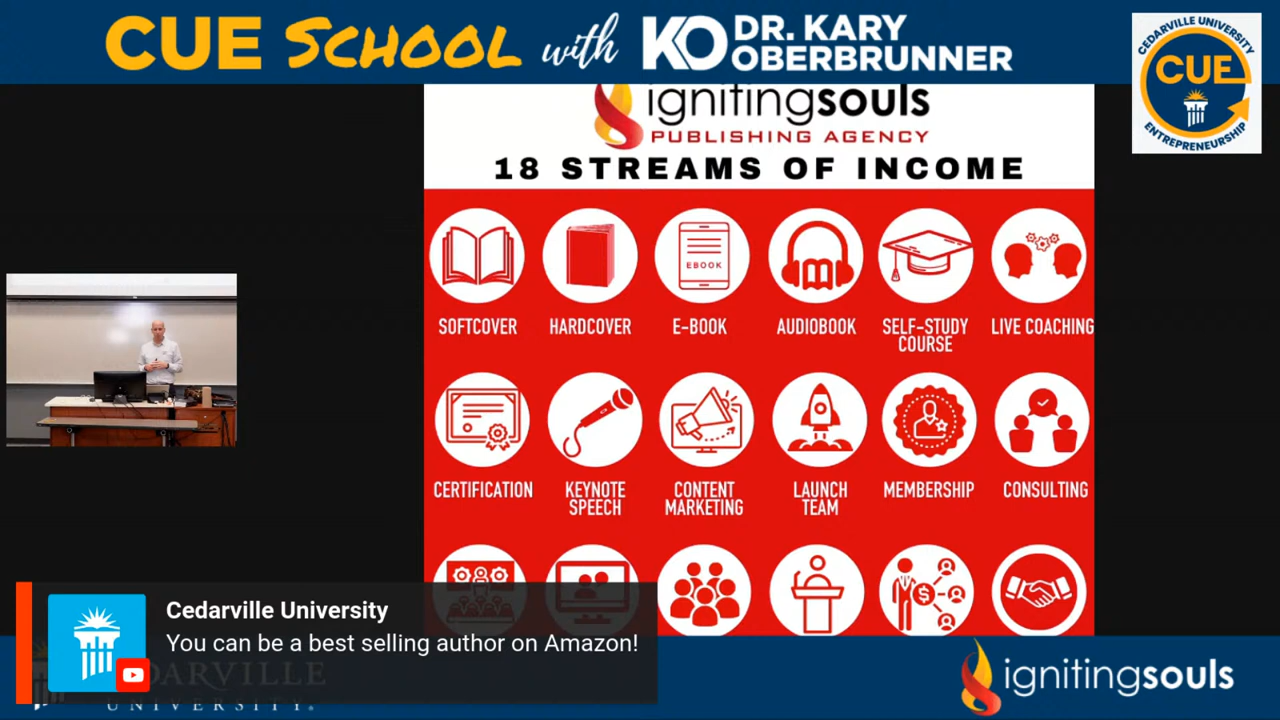 CUE SCHOOL with KO DR. KARY OBERBRUNNER
CEDARVILLE UNIVERSITY
CUE
ENTREPRENEURSHIP
ignitingsouls
PUBLISHING AGENCY
18 STREAMS OF INCOME
EBOOK
SOFTCOVER HARDCOVER E-BOOK AUDIOBOOK SELF-STUDY COURSE LIVE COACHING
CERTIFICATION KEYNOTE SPEECH CONTENT MARKETING LAUNCH TEAM MEMBERSHIP CONSULTING
Cedarville University
You can be a best selling author on Amazon!
UNIVERSITY.
ignitingsouls